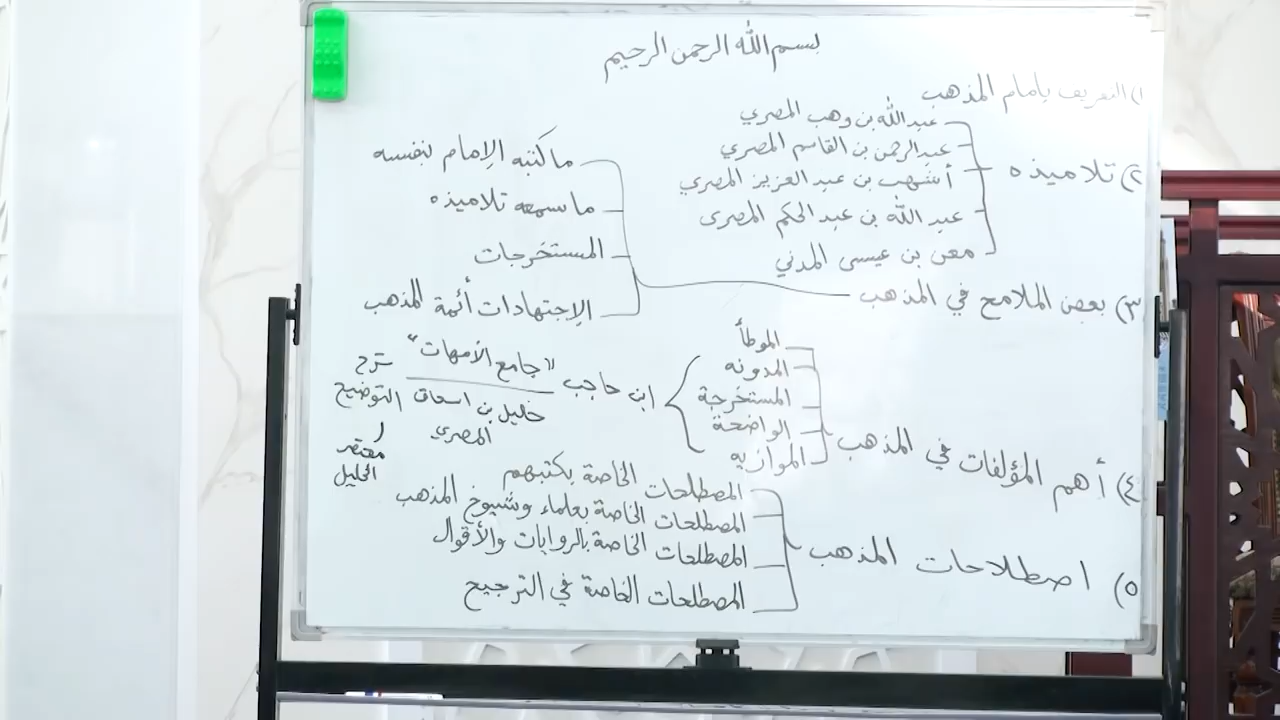 بسم الله الرحمن الرحيم
١) التعريف بإمام المذهب
٢) تلاميذه
عبد الله بن وهب المصري
عبد الرحمن بن القاسم المصري
أشهب بن عبد العزيز المصري
عبد الله بن عبد الحكم المصري
معن بن عيسى المدني
٣) بعض الملامح في المذهب
ما كتبه الإمام بنفسه
ما سمعه تلاميذه
المستخرجات
الإجتهادات أئمة المذهب
٤) أهم المؤلفات في المذهب
الموطأ
المدونه
المستخرجة
الواضحة
الموازيه
ابن حاجب "جامع الأمهات"
خليل بن اسحاق
المصري
شرح
التوضيح
مختصر
الخليل
٥) اصطلاحات المذهب
المصطلحات الخاصة بكتبهم
المصطلحات الخاصة بعلماء وشيوخ المذهب
المصطلحات الخاصة بالروايات والأقوال
المصطلحات الخاصة في الترجيح